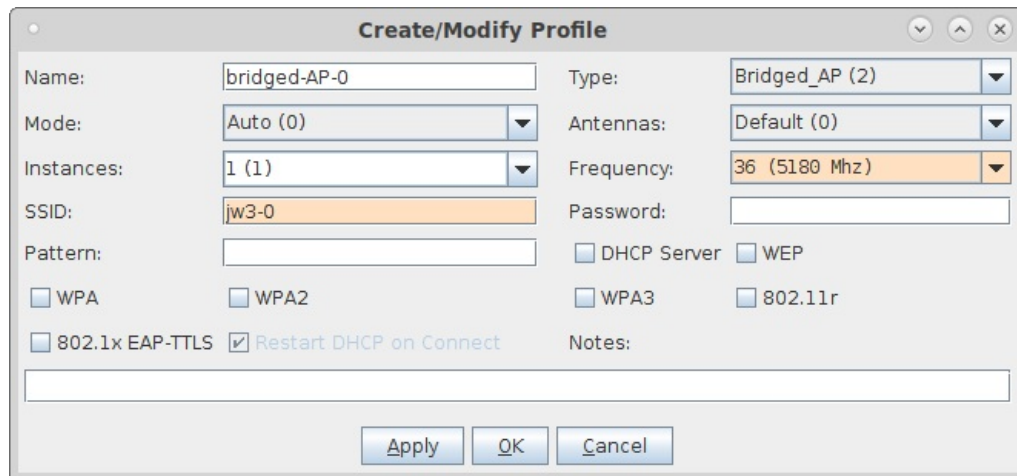 Create/Modify Profile
Name: bridged-AP-0 Type: Bridged_AP (2)
Mode: Auto (0) Antennas: Default (0)
Instances: 1 (1) Frequency: 36 (5180 Mhz)
SSID: jw3-0 Password:
Pattern: DHCP Server WEP
WPA WPA2 WPA3 802.11r
802.1x EAP-TTLS Restart DHCP on Connect Notes:
Apply OK Cancel